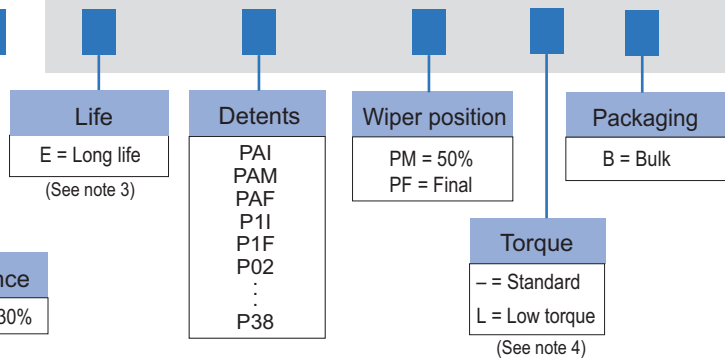 Life
E = Long life
(See note 3)
Detents
PAI
PAM
PAF
P1I
P1F
P02
:
:
P38
Wiper position
PM = 50%
PF = Final
Torque
– = Standard
L = Low torque
(See note 4)
Packaging
B = Bulk
nce
30%